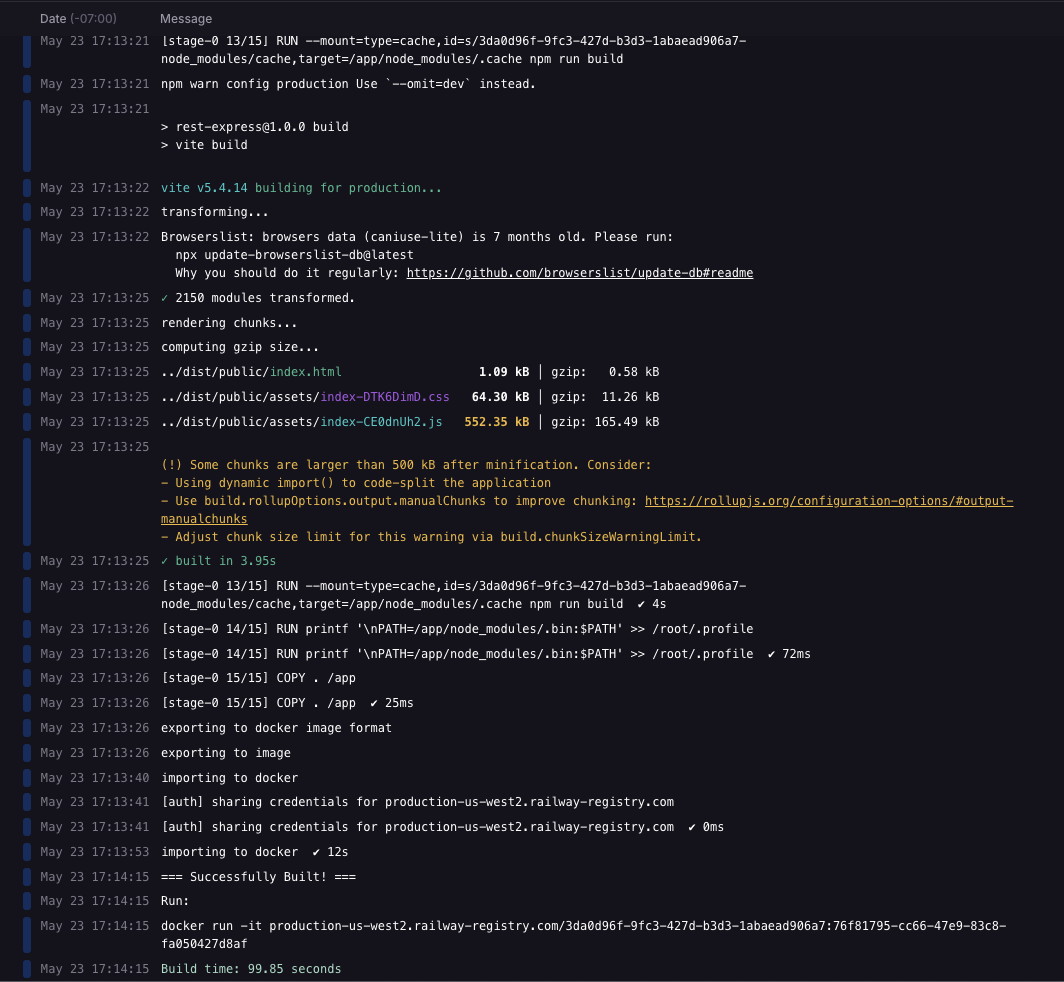 Date (-07:00) Message
May 23 17:13:21 [stage-0 13/15] RUN --mount=type=cache,id=s/3da0d96f-9fc3-427d-b3d3-1abaead906a7-
node_modules/cache,target=/app/node_modules/.cache npm run build
May 23 17:13:21 npm warn config production Use `--omit=dev` instead.
May 23 17:13:21
> rest-express@1.0.0 build
> vite build
May 23 17:13:22 vite v5.4.14 building for production...
May 23 17:13:22 transforming...
May 23 17:13:22 Browserslist: browsers data (caniuse-lite) is 7 months old. Please run:
npx update-browserslist-db@latest
Why you should do it regularly: https://github.com/browserslist/update-db#readme
May 23 17:13:25 ✓ 2150 modules transformed.
May 23 17:13:25 rendering chunks...
May 23 17:13:25 computing gzip size...
May 23 17:13:25 ../dist/public/index.html 1.09 kB │ gzip: 0.58 kB
May 23 17:13:25 ../dist/public/assets/index-DTK6DimD.css 64.30 kB │ gzip: 11.26 kB
May 23 17:13:25 ../dist/public/assets/index-CE0dnUh2.js 552.35 kB │ gzip: 165.49 kB
May 23 17:13:25
(!) Some chunks are larger than 500 kB after minification. Consider:
- Using dynamic import() to code-split the application
- Use build.rollupOptions.output.manualChunks to improve chunking: https://rollupjs.org/configuration-options/#output-
manualchunks
- Adjust chunk size limit for this warning via build.chunkSizeWarningLimit.
May 23 17:13:25 ✓ built in 3.95s
May 23 17:13:26 [stage-0 13/15] RUN --mount=type=cache,id=s/3da0d96f-9fc3-427d-b3d3-1abaead906a7-
node_modules/cache,target=/app/node_modules/.cache npm run build ✔ 4s
May 23 17:13:26 [stage-0 14/15] RUN printf '\nPATH=/app/node_modules/.bin:$PATH' >> /root/.profile
May 23 17:13:26 [stage-0 14/15] RUN printf '\nPATH=/app/node_modules/.bin:$PATH' >> /root/.profile ✔ 72ms
May 23 17:13:26 [stage-0 15/15] COPY . /app
May 23 17:13:26 [stage-0 15/15] COPY . /app ✔ 25ms
May 23 17:13:26 exporting to docker image format
May 23 17:13:26 exporting to image
May 23 17:13:40 importing to docker
May 23 17:13:41 [auth] sharing credentials for production-us-west2.railway-registry.com
May 23 17:13:41 [auth] sharing credentials for production-us-west2.railway-registry.com ✔ 0ms
May 23 17:13:53 importing to docker ✔ 12s
May 23 17:14:15 === Successfully Built! ===
May 23 17:14:15 Run:
May 23 17:14:15 docker run -it production-us-west2.railway-registry.com/3da0d96f-9fc3-427d-b3d3-1abaead906a7:76f81795-cc66-47e9-83c8-
fa050427d8af
May 23 17:14:15 Build time: 99.85 seconds